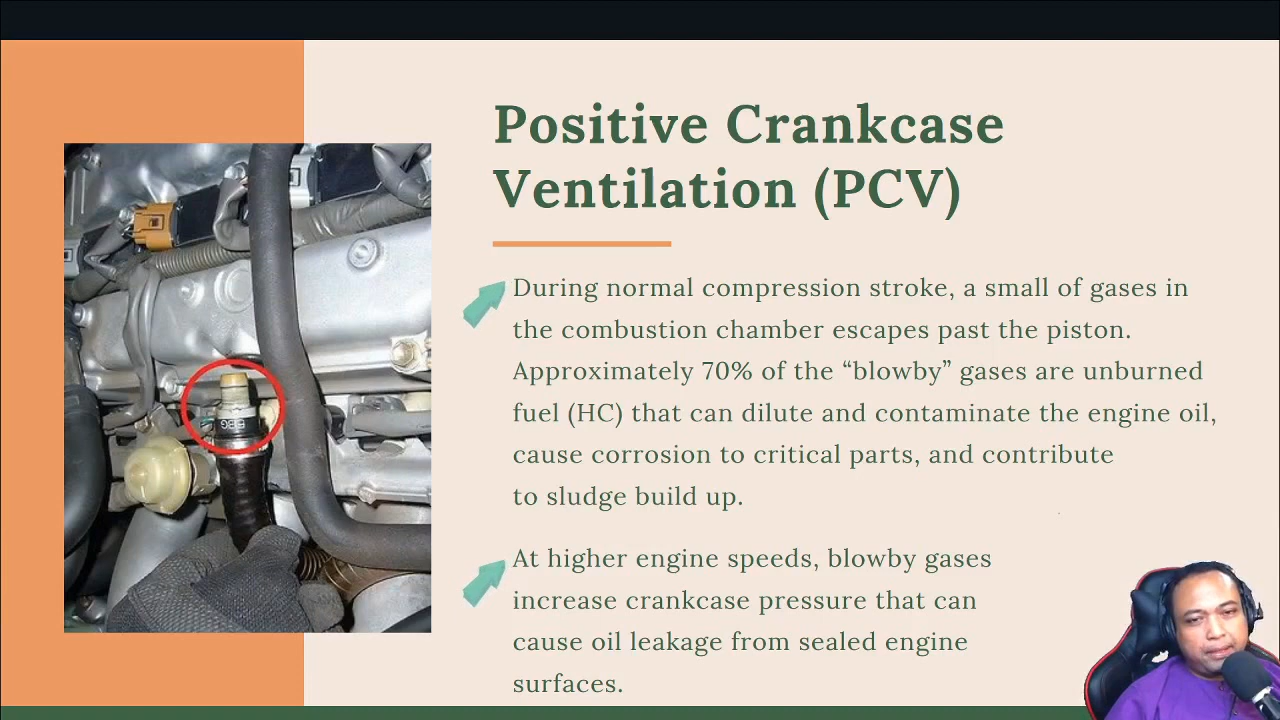 Positive Crankcase
Ventilation (PCV)
During normal compression stroke, a small of gases in
the combustion chamber escapes past the piston.
Approximately 70% of the “blowby” gases are unburned
fuel (HC) that can dilute and contaminate the engine oil,
cause corrosion to critical parts, and contribute
to sludge build up.
At higher engine speeds, blowby gases
increase crankcase pressure that can
cause oil leakage from sealed engine
surfaces.